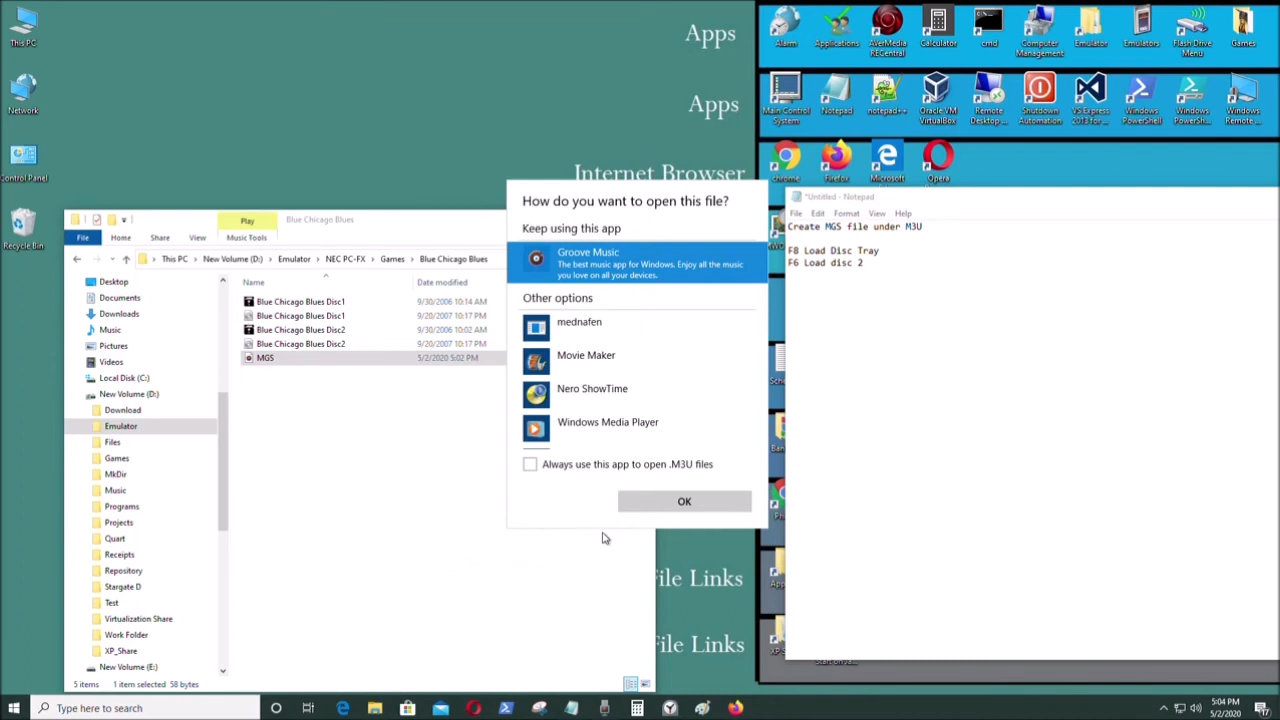 This PC
Network
Control Panel
Recycle Bin
Apps
Apps
Internet Browser
File Links
File Links
Alarm
Applications
AVerMedia RECentral
Calculator
cmd
Computer Management
Emulator
Emulators
Flash Drive Menu
Games
Main Control System
Notepad
notepad++
Oracle VM VirtualBox
Remote Desktop ...
Shutdown Automation
VS Express 2013 for ...
Windows PowerShell
Windows PowerSh...
Windows Remote ...
chrome
Firefox
Microsoft
Opera
Play
Blue Chicago Blues
File
Home
Share
View
Music Tools
This PC
New Volume (D:)
Emulator
NEC PC-FX
Games
Blue Chicago Blues
Desktop
Documents
Downloads
Music
Pictures
Videos
Local Disk (C:)
New Volume (D:)
Download
Emulator
Files
Games
MkDir
Music
Programs
Projects
Quart
Receipts
Repository
Stargate D
Test
Virtualization Share
Work Folder
XP_Share
New Volume (E:)
Name
Date modified
Blue Chicago Blues Disc1 9/30/2006 10:14 AM
Blue Chicago Blues Disc1 9/20/2007 10:17 PM
Blue Chicago Blues Disc2 9/30/2006 10:02 AM
Blue Chicago Blues Disc2 9/20/2007 10:17 PM
MGS 5/2/2020 5:02 PM
5 items 1 item selected 58 bytes
How do you want to open this file?
Keep using this app
Groove Music
The best music app for Windows. Enjoy all the music
you love on all your devices.
Other options
mednafen
Movie Maker
Nero ShowTime
Windows Media Player
Always use this app to open .M3U files
OK
*Untitled - Notepad
File Edit Format View Help
Create MGS file under M3U
F8 Load Disc Tray
F6 Load disc 2
Type here to search
5:04 PM
5/2/2020